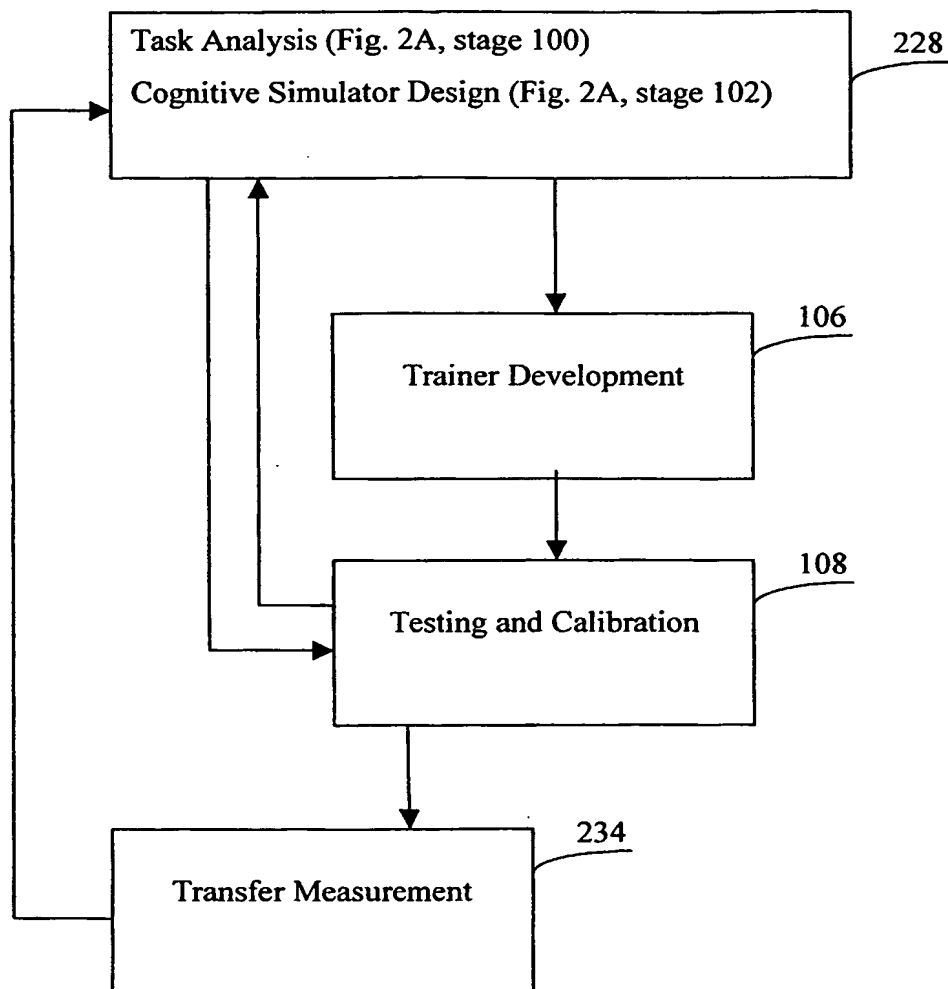 Task Analysis (Fig. 2A, stage 100)
228
Cognitive Simulator Design (Fig. 2A, stage 102)
106
Trainer Development
108
Testing and Calibration
234
Transfer Measurement